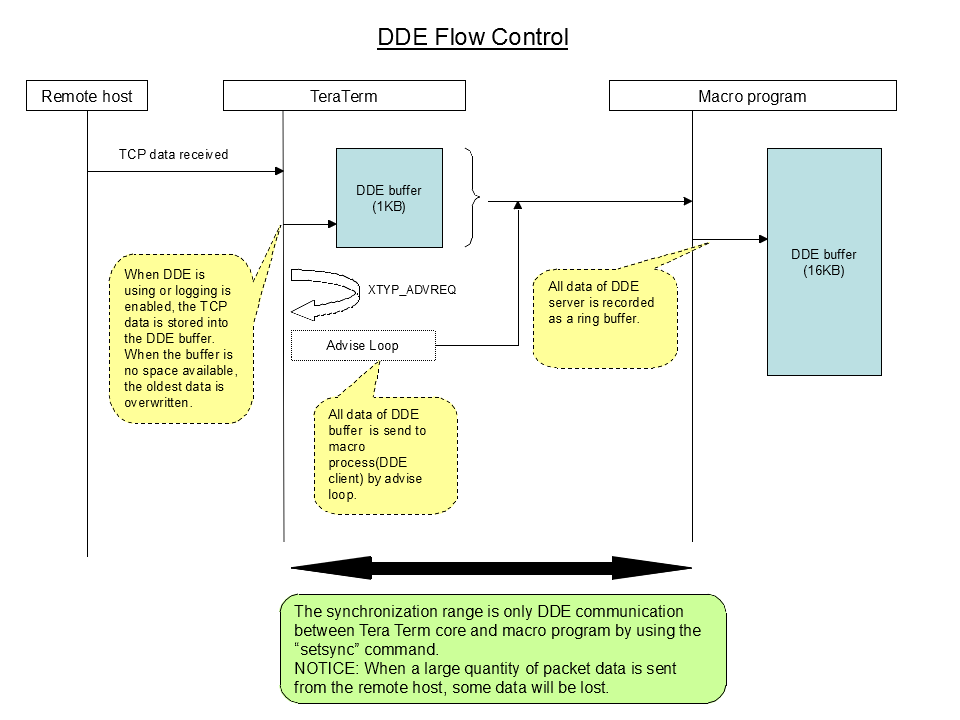 DDE Flow Control
Remote host
TeraTerm
Macro program
TCP data received
DDE buffer
(1KB)
When DDE is
using or logging is
enabled, the TCP
data is stored into
the DDE buffer.
When the buffer is
no space available,
the oldest data is
overwritten.
XTYP_ADVREQ
Advise Loop
All data of DDE
buffer  is send to
macro
process(DDE
client) by advise
loop.
All data of DDE
server is recorded
as a ring buffer.
DDE buffer
(16KB)
The synchronization range is only DDE communication
between Tera Term core and macro program by using the
“setsync” command.
NOTICE: When a large quantity of packet data is sent
from the remote host, some data will be lost.